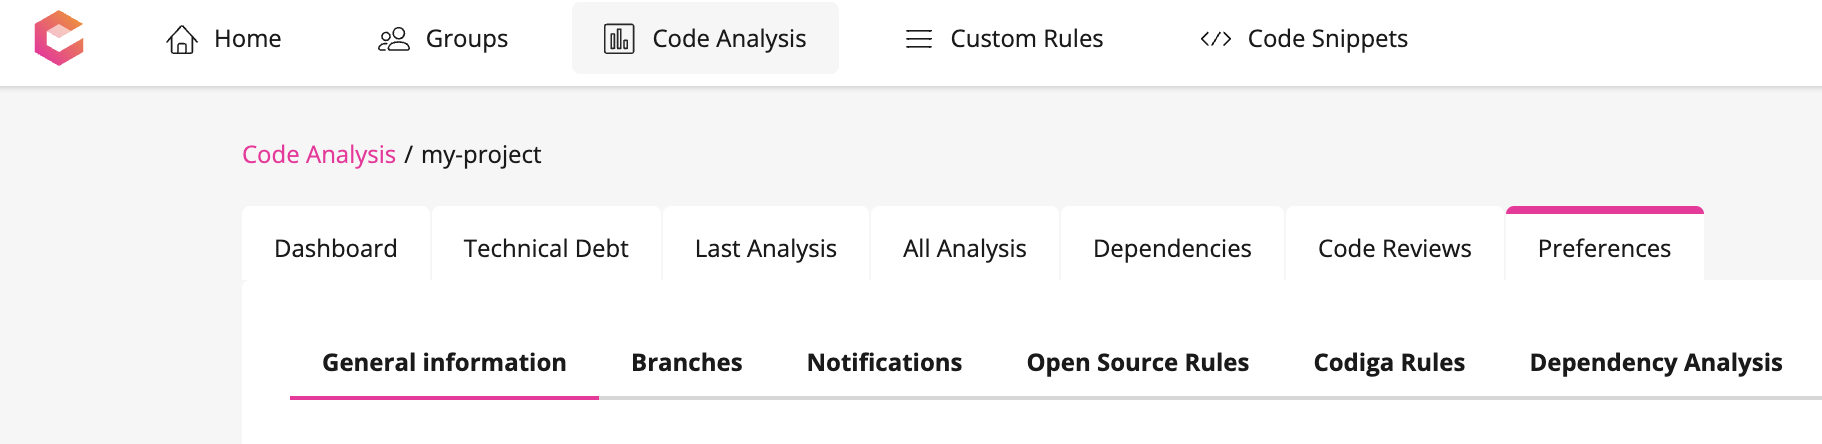 Home Groups Code Analysis Custom Rules Code Snippets
Code Analysis / my-project
Dashboard Technical Debt Last Analysis All Analysis Dependencies Code Reviews Preferences
General information Branches Notifications Open Source Rules Codiga Rules Dependency Analysis